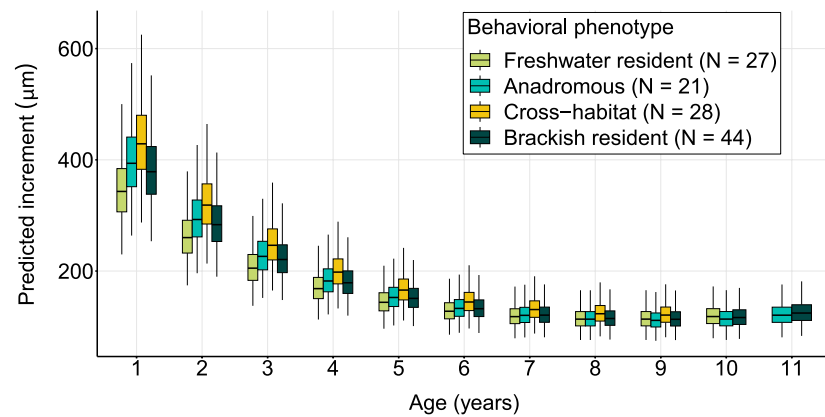 Behavioral phenotype
Freshwater resident (N = 27)
Anadromous (N = 21)
Cross−habitat (N = 28)
Brackish resident (N = 44)
Predicted increment (μm)
600
400
200
1 2 3 4 5 6 7 8 9 10 11
Age (years)